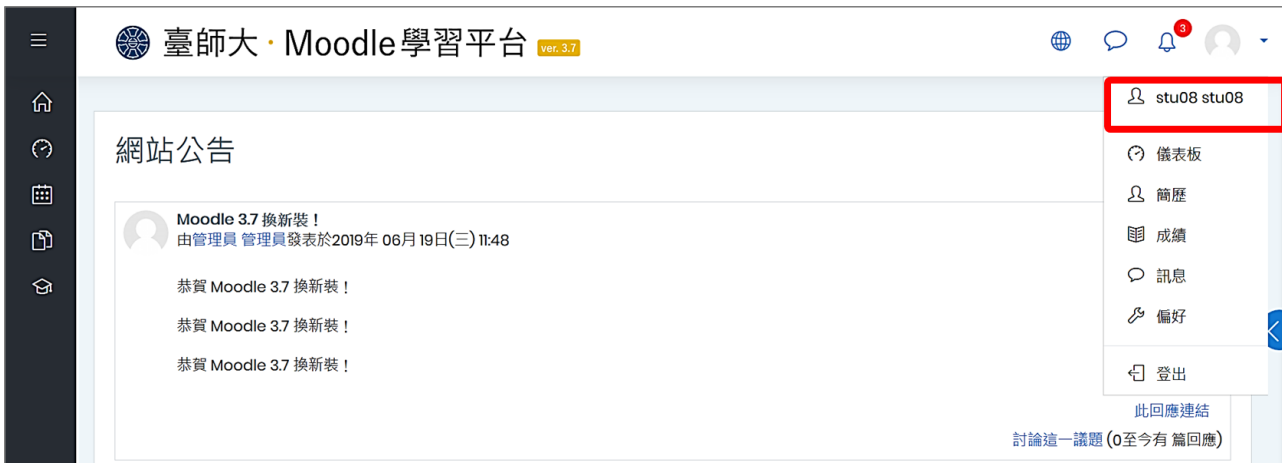 臺師大·Moodle學習平台 ver. 3.7
3
stu08 stu08
儀表板
簡歷
成績
訊息
偏好
登出
網站公告
Moodle 3.7 換新裝！
由管理員 管理員發表於2019年 06月 19日(三) 11:48
恭賀 Moodle 3.7 換新裝！
恭賀 Moodle 3.7 換新裝！
恭賀 Moodle 3.7 換新裝！
此回應連結
討論這一議題 (0至今有 篇回應)